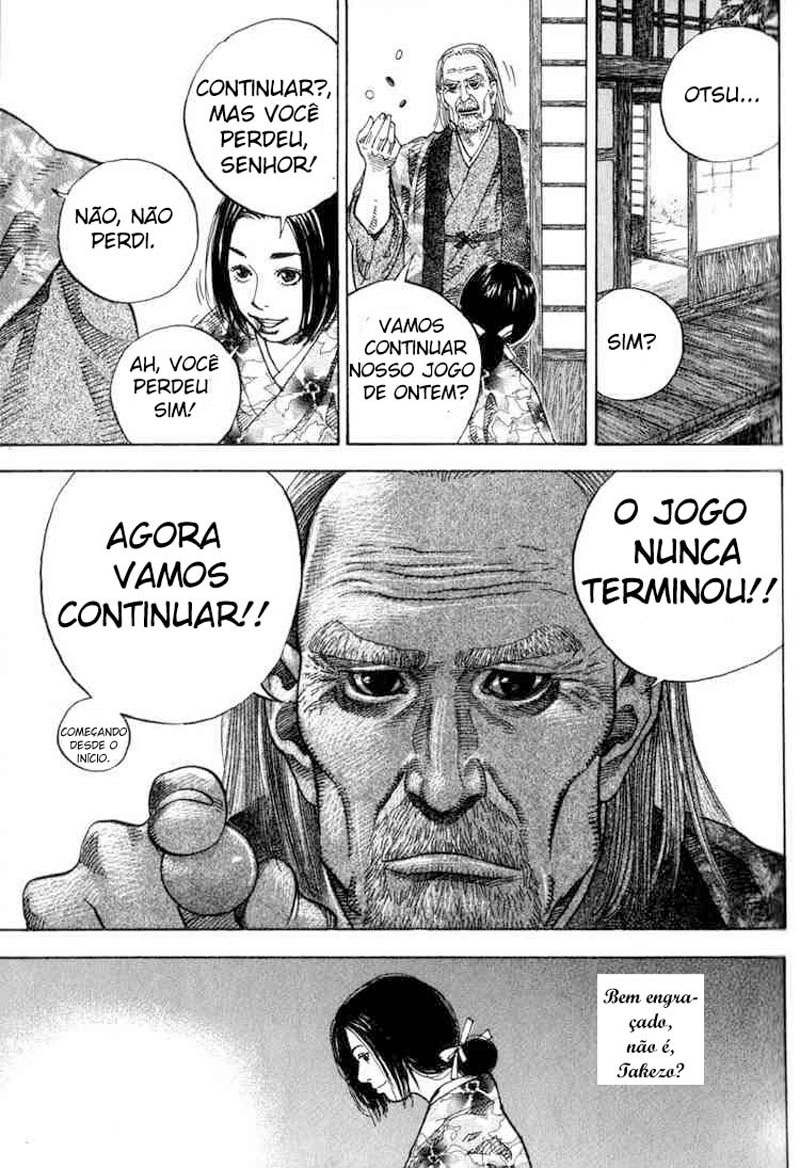 OTSU...
SIM?
VAMOS
CONTINUAR
NOSSO JOGO
DE ONTEM?
CONTINUAR?,
MAS VOCÊ
PERDEU,
SENHOR!
NÃO, NÃO
PERDI.
AH, VOCÊ
PERDEU
SIM!
O JOGO
NUNCA
TERMINOU!!
AGORA
VAMOS
CONTINUAR!!
COMEÇANDO
DESDE O
INÍCIO.
Bem engra-
çado,
não é,
Takezo?